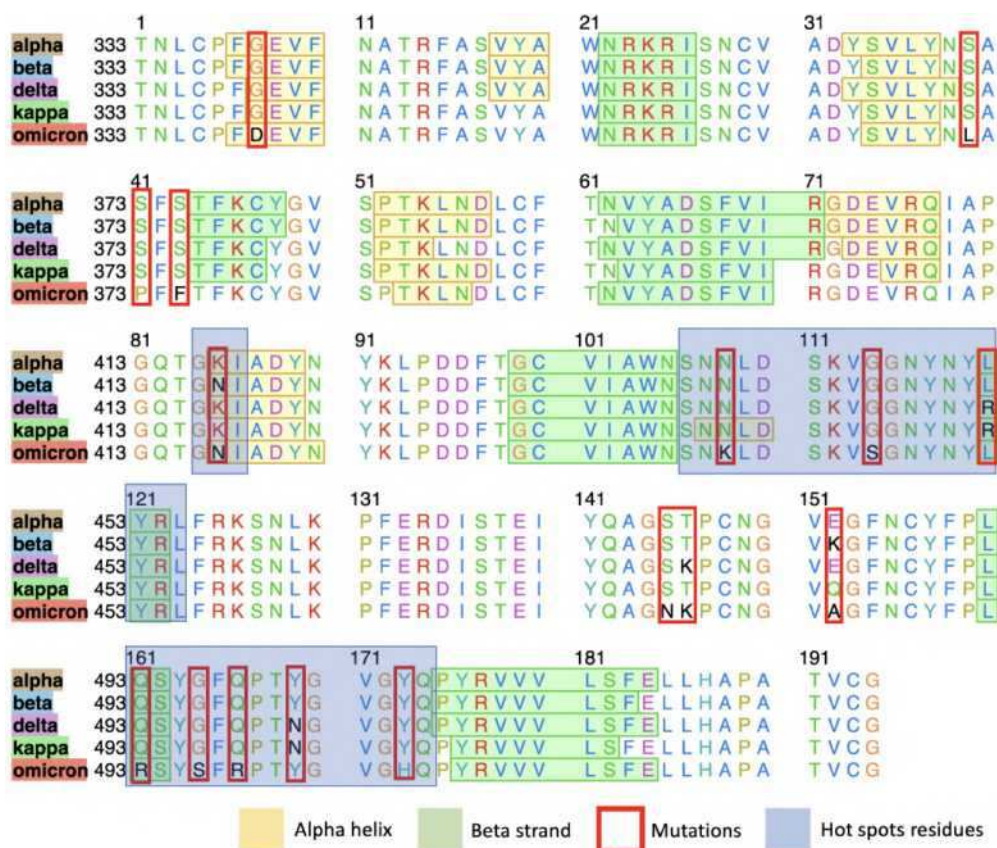 1 11 21 31
alpha 333 T N L C P F G E V F N A T R F A S V Y A W N R K R I S N C V A D Y S V L Y N S A
beta 333 T N L C P F G E V F N A T R F A S V Y A W N R K R I S N C V A D Y S V L Y N S A
delta 333 T N L C P F G E V F N A T R F A S V Y A W N R K R I S N C V A D Y S V L Y N S A
kappa 333 T N L C P F G E V F N A T R F A S V Y A W N R K R I S N C V A D Y S V L Y N S A
omicron 333 T N L C P F D E V F N A T R F A S V Y A W N R K R I S N C V A D Y S V L Y N L A
41 51 61 71
alpha 373 S F S T F K C Y G V S P T K L N D L C F T N V Y A D S F V I R G D E V R Q I A P
beta 373 S F S T F K C Y G V S P T K L N D L C F T N V Y A D S F V I R G D E V R Q I A P
delta 373 S F S T F K C Y G V S P T K L N D L C F T N V Y A D S F V I R G D E V R Q I A P
kappa 373 S F S T F K C Y G V S P T K L N D L C F T N V Y A D S F V I R G D E V R Q I A P
omicron 373 P F F T F K C Y G V S P T K L N D L C F T N V Y A D S F V I R G D E V R Q I A P
81 91 101 111
alpha 413 G Q T G K I A D Y N Y K L P D D F T G C V I A W N S N N L D S K V G G N Y N Y L
beta 413 G Q T G N I A D Y N Y K L P D D F T G C V I A W N S N N L D S K V G G N Y N Y L
delta 413 G Q T G K I A D Y N Y K L P D D F T G C V I A W N S N N L D S K V G G N Y N Y R
kappa 413 G Q T G K I A D Y N Y K L P D D F T G C V I A W N S N N L D S K V G G N Y N Y R
omicron 413 G Q T G N I A D Y N Y K L P D D F T G C V I A W N S N K L D S K V S G N Y N Y L
121 131 141 151
alpha 453 Y R L F R K S N L K P F E R D I S T E I Y Q A G S T P C N G V E G F N C Y F P L
beta 453 Y R L F R K S N L K P F E R D I S T E I Y Q A G S T P C N G V K G F N C Y F P L
delta 453 Y R L F R K S N L K P F E R D I S T E I Y Q A G S K P C N G V E G F N C Y F P L
kappa 453 Y R L F R K S N L K P F E R D I S T E I Y Q A G S T P C N G V Q G F N C Y F P L
omicron 453 Y R L F R K S N L K P F E R D I S T E I Y Q A G N K P C N G V A G F N C Y F P L
161 171 181 191
alpha 493 Q S Y G F Q P T Y G V G Y Q P Y R V V V L S F E L L H A P A T V C G
beta 493 Q S Y G F Q P T Y G V G Y Q P Y R V V V L S F E L L H A P A T V C G
delta 493 Q S Y G F Q P T N G V G Y Q P Y R V V V L S F E L L H A P A T V C G
kappa 493 Q S Y G F Q P T N G V G Y Q P Y R V V V L S F E L L H A P A T V C G
omicron 493 R S Y S F R P T Y G V G H Q P Y R V V V L S F E L L H A P A T V C G
Alpha helix Beta strand Mutations Hot spots residues